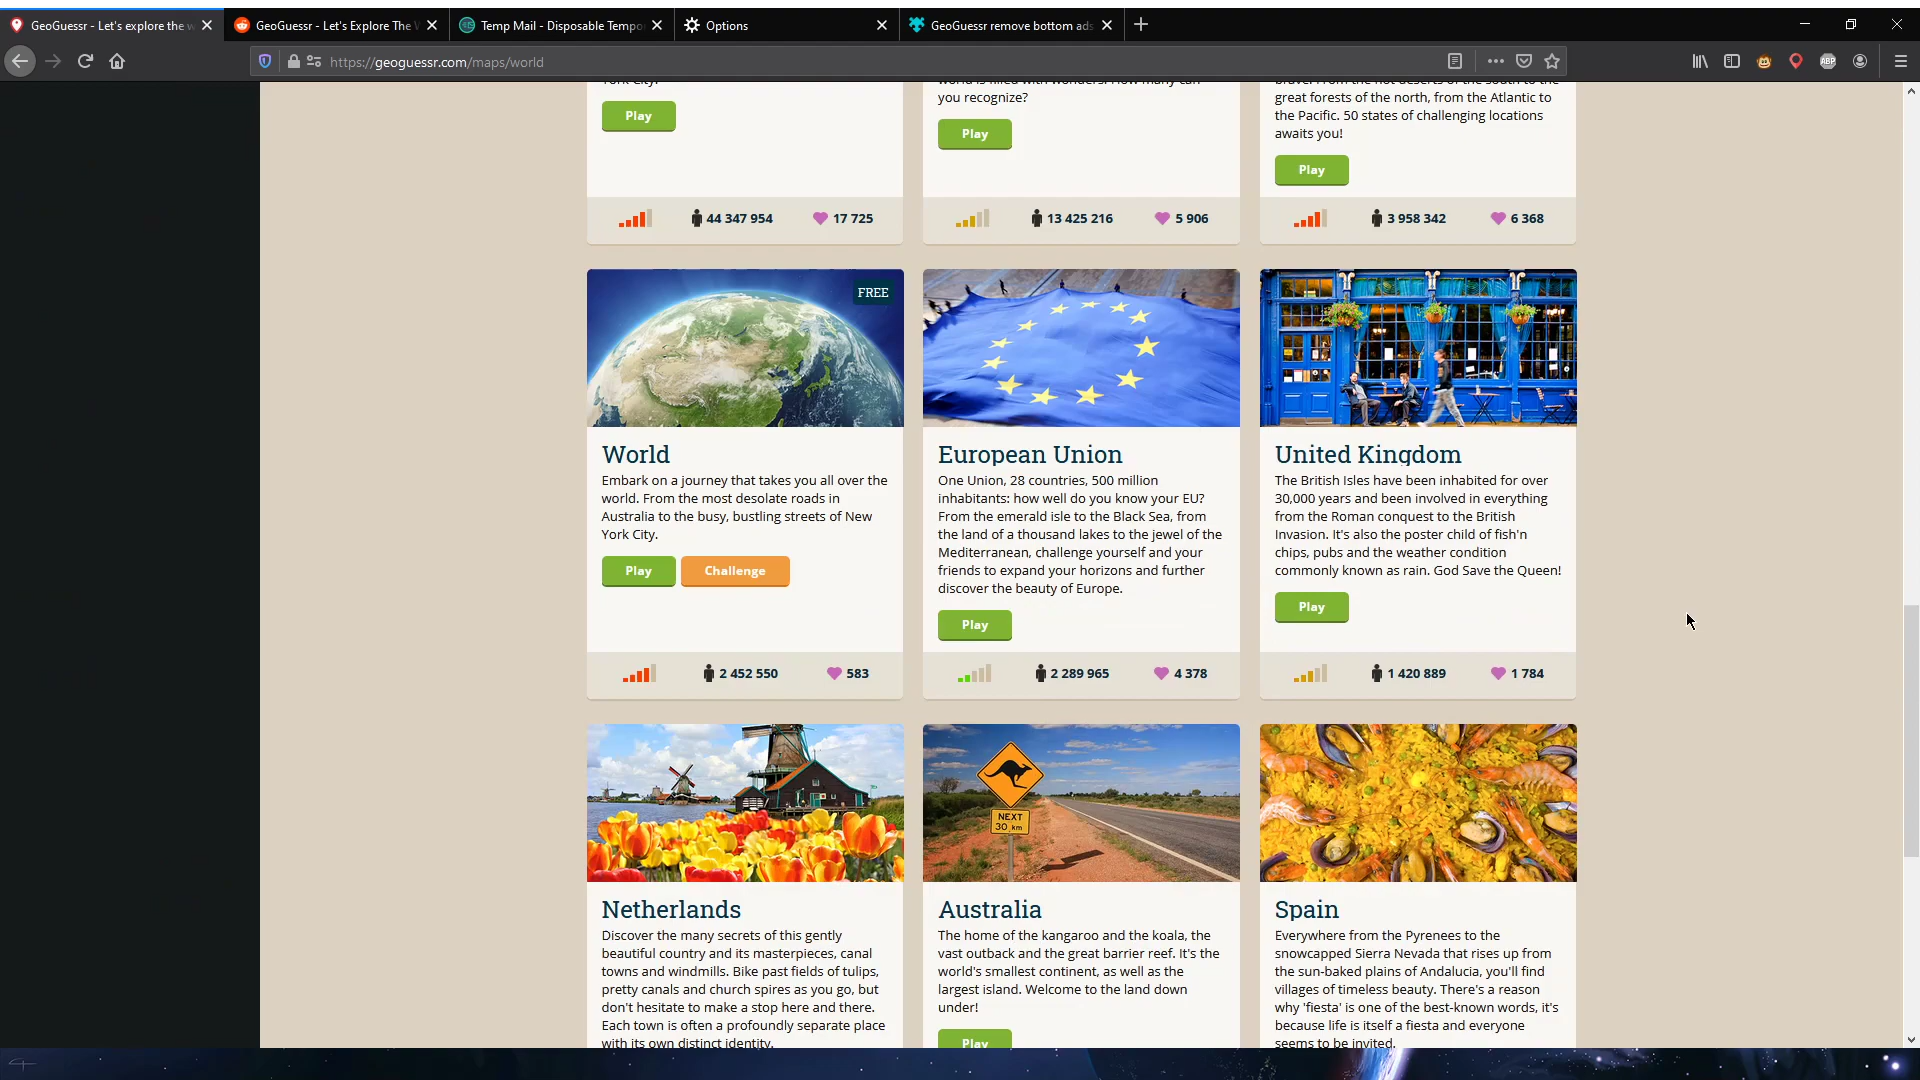 GeoGuessr - Let's explore the w
GeoGuessr - Let's Explore The W
Temp Mail - Disposable Tempo
Options
GeoGuessr remove bottom ads
https://geoguessr.com/maps/world
ABP
York City.
Play
44 347 954
17 725
you recognize?
Play
13 425 216
5 906
great forests of the north, from the Atlantic to
the Pacific. 50 states of challenging locations
awaits you!
Play
3 958 342
6 368
FREE
World
Embark on a journey that takes you all over the
world. From the most desolate roads in
Australia to the busy, bustling streets of New
York City.
Play
Challenge
2 452 550
583
European Union
One Union, 28 countries, 500 million
inhabitants: how well do you know your EU?
From the emerald isle to the Black Sea, from
the land of a thousand lakes to the jewel of the
Mediterranean, challenge yourself and your
friends to expand your horizons and further
discover the beauty of Europe.
Play
2 289 965
4 378
United Kingdom
The British Isles have been inhabited for over
30,000 years and been involved in everything
from the Roman conquest to the British
Invasion. It's also the poster child of fish'n
chips, pubs and the weather condition
commonly known as rain. God Save the Queen!
Play
1 420 889
1 784
Netherlands
Discover the many secrets of this gently
beautiful country and its masterpieces, canal
towns and windmills. Bike past fields of tulips,
pretty canals and church spires as you go, but
don't hesitate to make a stop here and there.
Each town is often a profoundly separate place
with its own distinct identity.
NEXT
30 km
Australia
The home of the kangaroo and the koala, the
vast outback and the great barrier reef. It's the
world's smallest continent, as well as the
largest island. Welcome to the land down
under!
Play
Spain
Everywhere from the Pyrenees to the
snowcapped Sierra Nevada that rises up from
the sun-baked plains of Andalucia, you'll find
villages of timeless beauty. There's a reason
why 'fiesta' is one of the best-known words, it's
because life is itself a fiesta and everyone
seems to be invited.